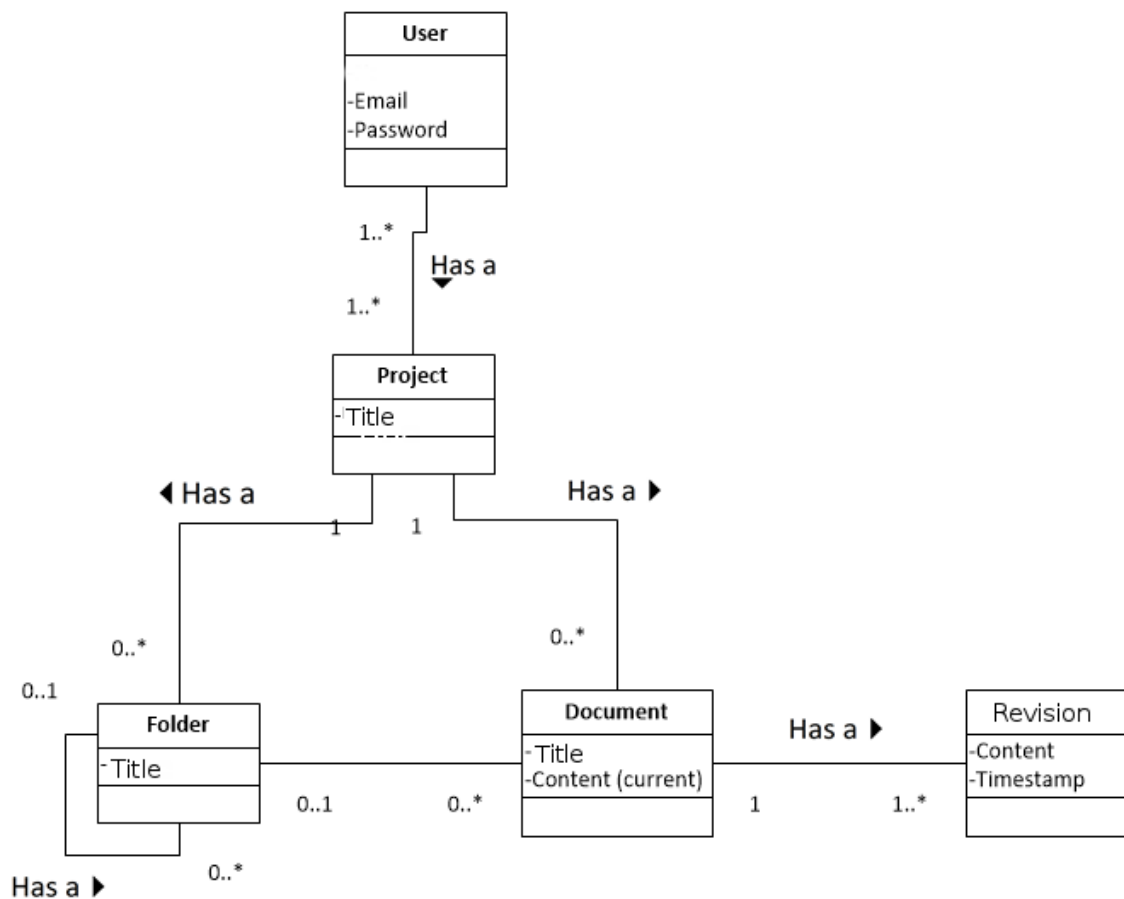 User
-Email
-Password
1..*
Has a
1..*
Project
-Title
Has a
Has a
1
1
0..*
0..*
0..1
Folder
-Title
Document
-Title
-Content (current)
Has a
Revision
-Content
-Timestamp
0..1
0..*
1
1..*
0..*
Has a